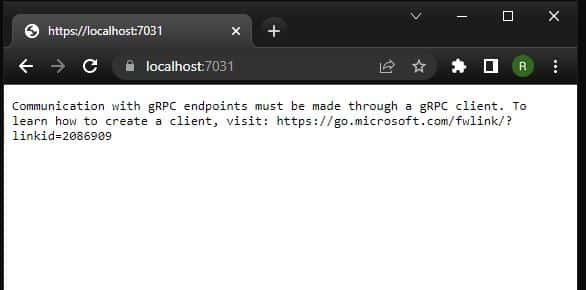 https://localhost:7031
localhost:7031
R
Communication with gRPC endpoints must be made through a gRPC client. To
learn how to create a client, visit: https://go.microsoft.com/fwlink/?
linkid=2086909